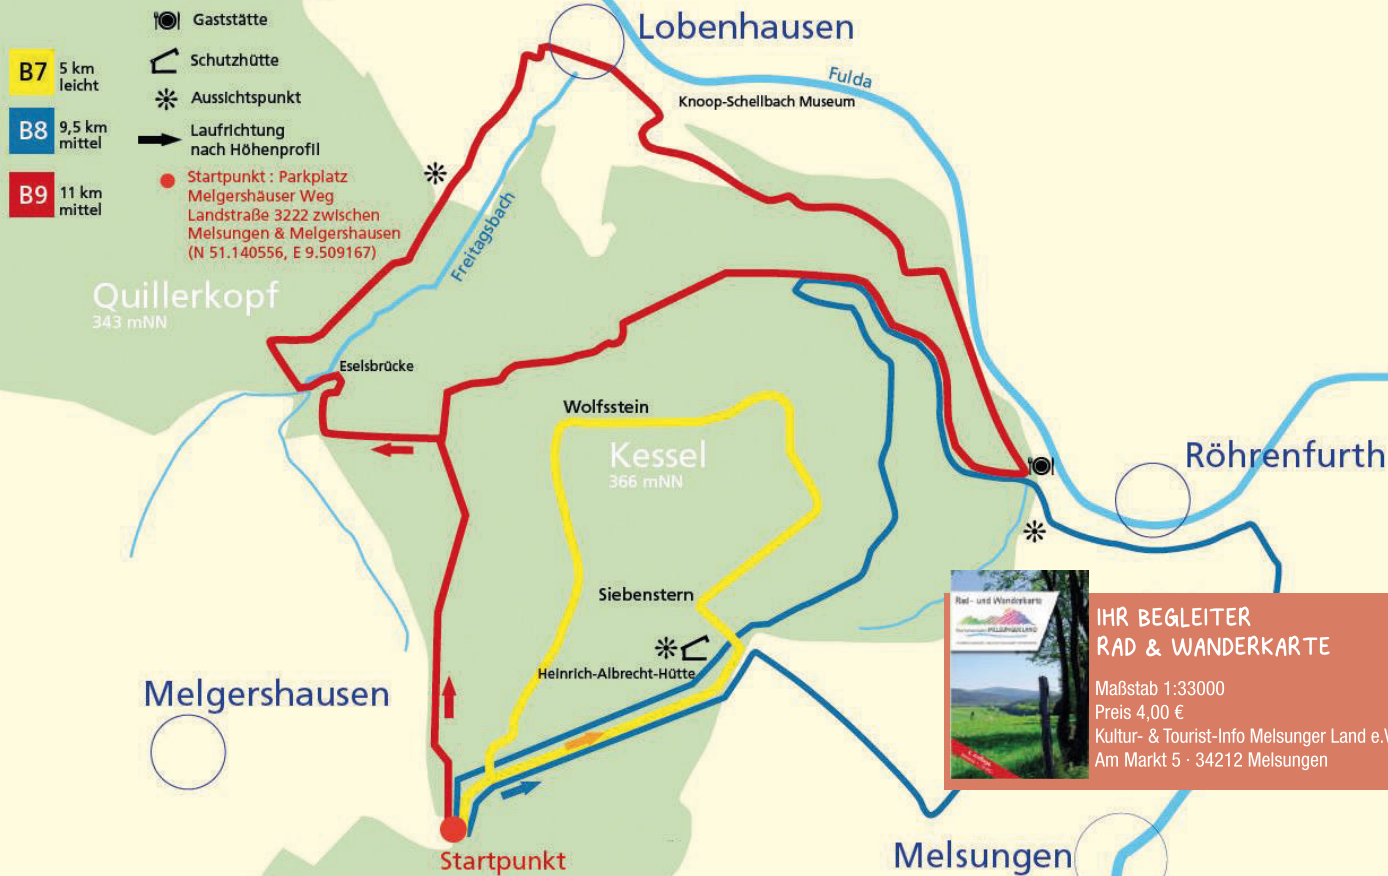 Gaststätte
Schutzhütte
Aussichtspunkt
Laufrichtung
nach Höhenprofil
Startpunkt : Parkplatz
Melgershäuser Weg
Landstraße 3222 zwischen
Melsungen & Melgershausen
(N 51.140556, E 9.509167)
B7 5 km
leicht
B8 9,5 km
mittel
B9 11 km
mittel
Lobenhausen
Fulda
Knoop-Schellbach Museum
Freitagsbach
Quillerkopf
343 mNN
Eselsbrücke
Wolfsstein
Kessel
366 mNN
Röhrenfurth
Siebenstern
Heinrich-Albrecht-Hütte
Melgershausen
Startpunkt
Melsungen
Rad- und Wanderkarte
IHR BEGLEITER
RAD & WANDERKARTE
Maßstab 1:33000
Preis 4,00 €
Kultur- & Tourist-Info Melsunger Land e.V
Am Markt 5 · 34212 Melsungen